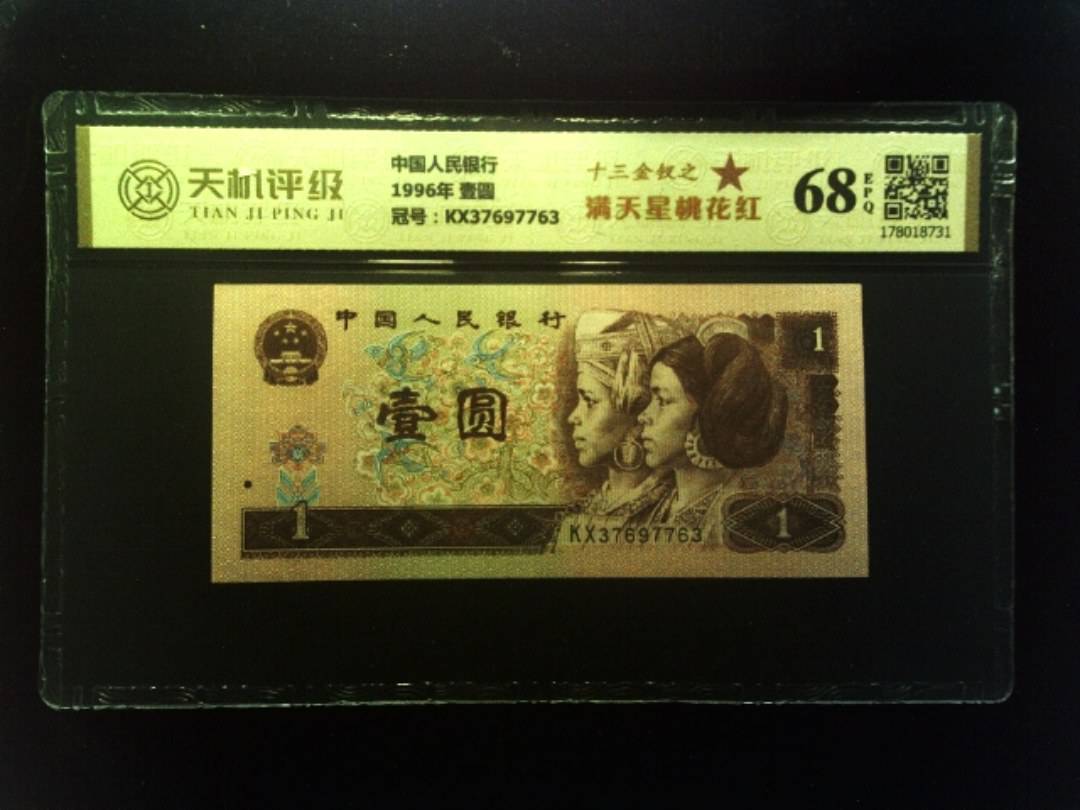 天机评级
TIAN JI PING JI
中国人民银行
1996年 壹圆
冠号：KX37697763
十三金钗之
满天星桃花红
68
EPQ
178018731
中国人民银行
1
壹圆
1
KX37697763
1